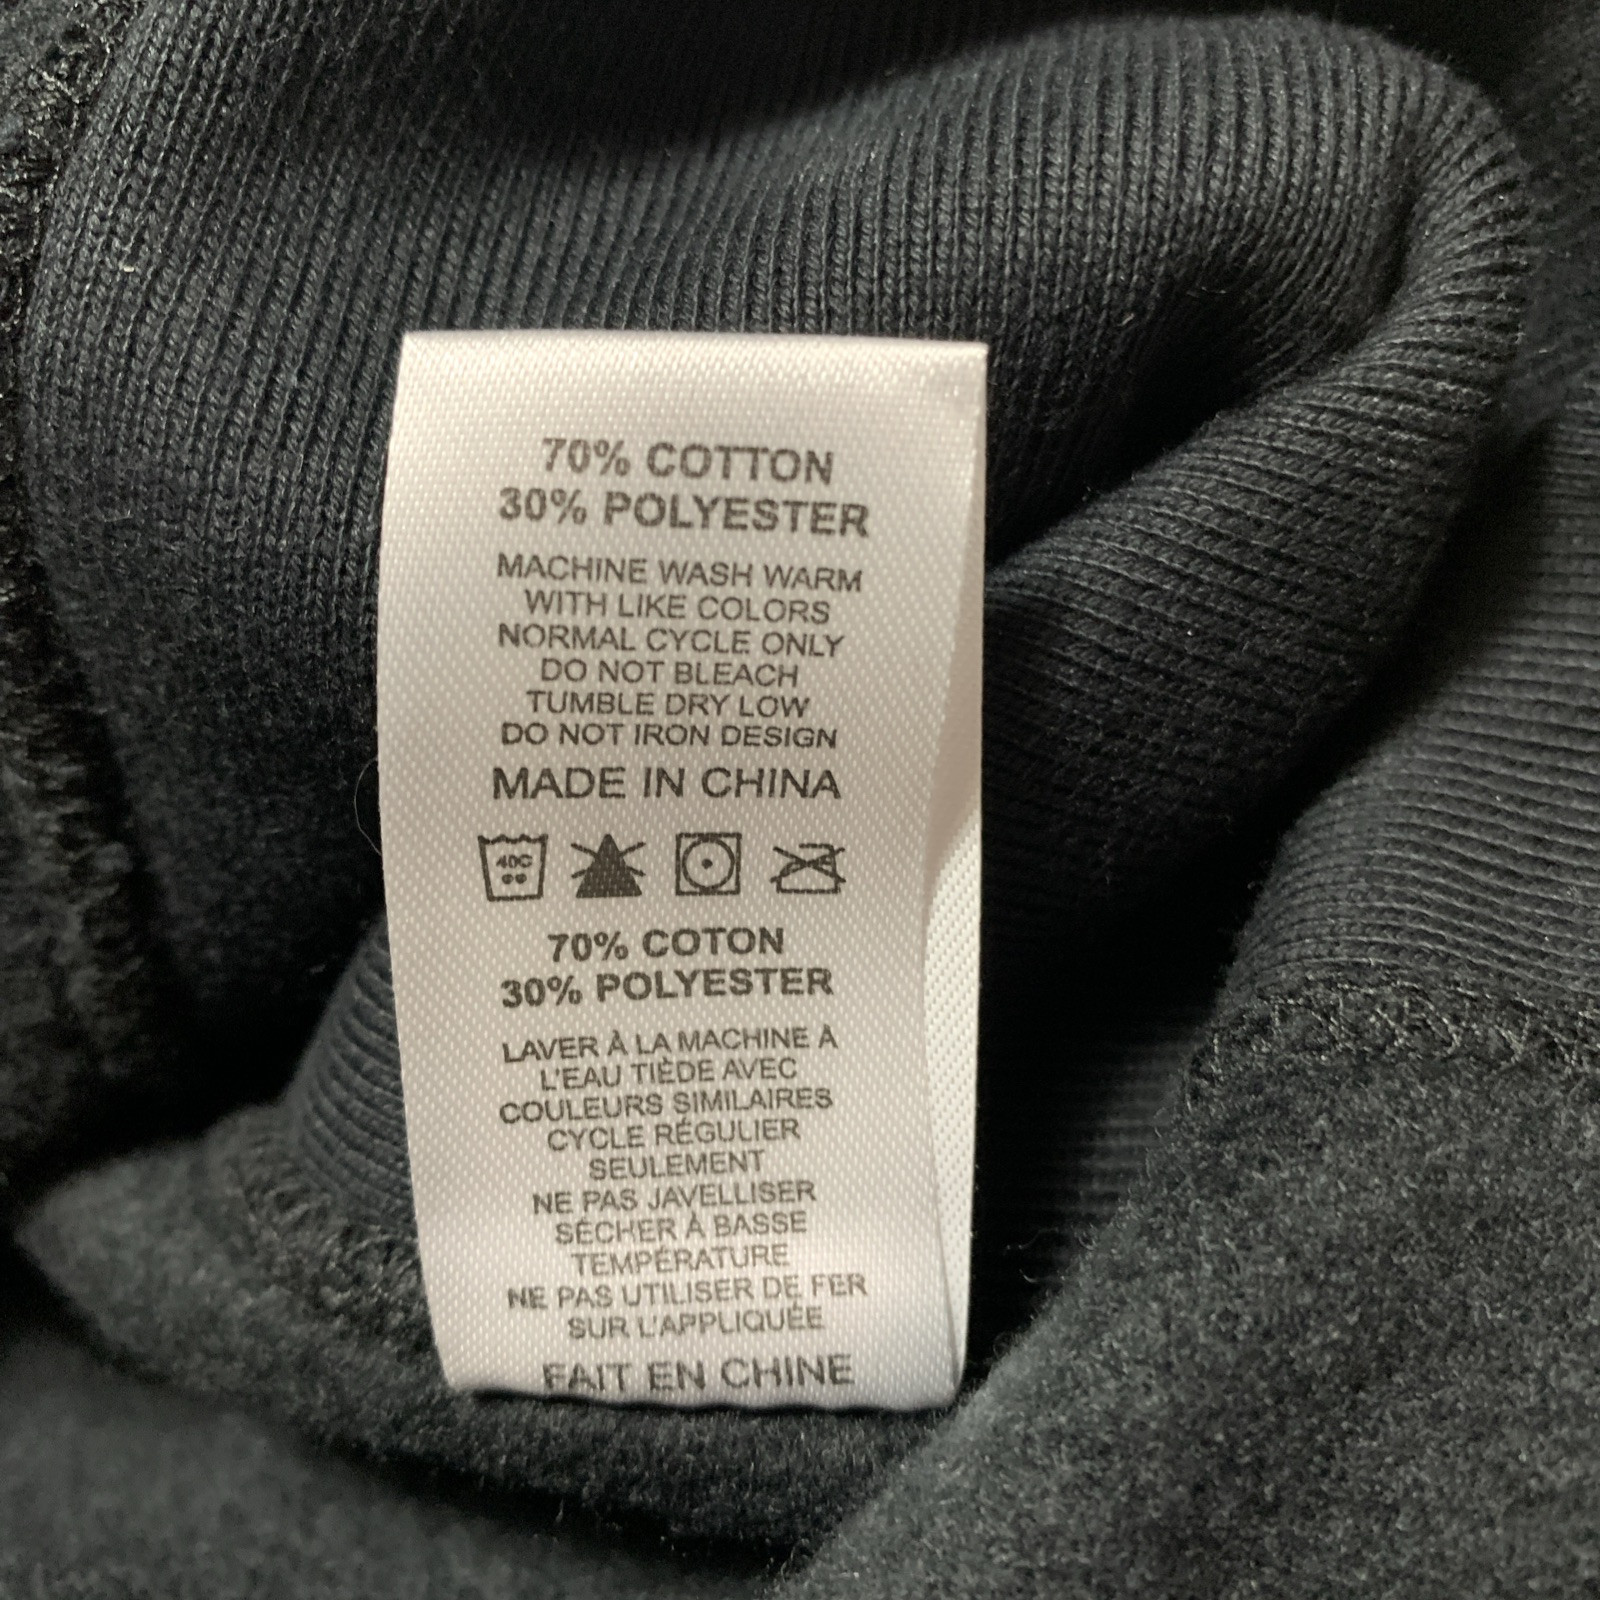 70% COTTON
30% POLYESTER
MACHINE WASH WARM
WITH LIKE COLORS
NORMAL CYCLE ONLY
DO NOT BLEACH
TUMBLE DRY LOW
DO NOT IRON DESIGN
MADE IN CHINA
40C
70% COTON
30% POLYESTER
LAVER À LA MACHINE À
L'EAU TIÈDE AVEC
COULEURS SIMILAIRES
CYCLE RÉGULIER
SEULEMENT
NE PAS JAVELLISER
SÉCHER À BASSE
TEMPÉRATURE
NE PAS UTILISER DE FER
SUR L'APPLIQUÉE
FAIT EN CHINE